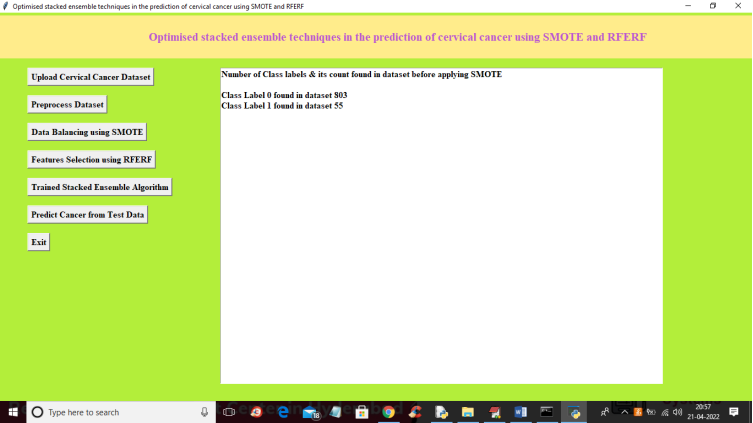 Optimised stacked ensemble techniques in the prediction of cervical cancer using SMOTE and RFERF
Optimised stacked ensemble techniques in the prediction of cervical cancer using SMOTE and RFERF
Upload Cervical Cancer Dataset
Preprocess Dataset
Data Balancing using SMOTE
Features Selection using RFERF
Trained Stacked Ensemble Algorithm
Predict Cancer from Test Data
Exit
Number of Class labels & its count found in dataset before applying SMOTE
Class Label 0 found in dataset 803
Class Label 1 found in dataset 55
Type here to search
18
20:57
21-04-2022